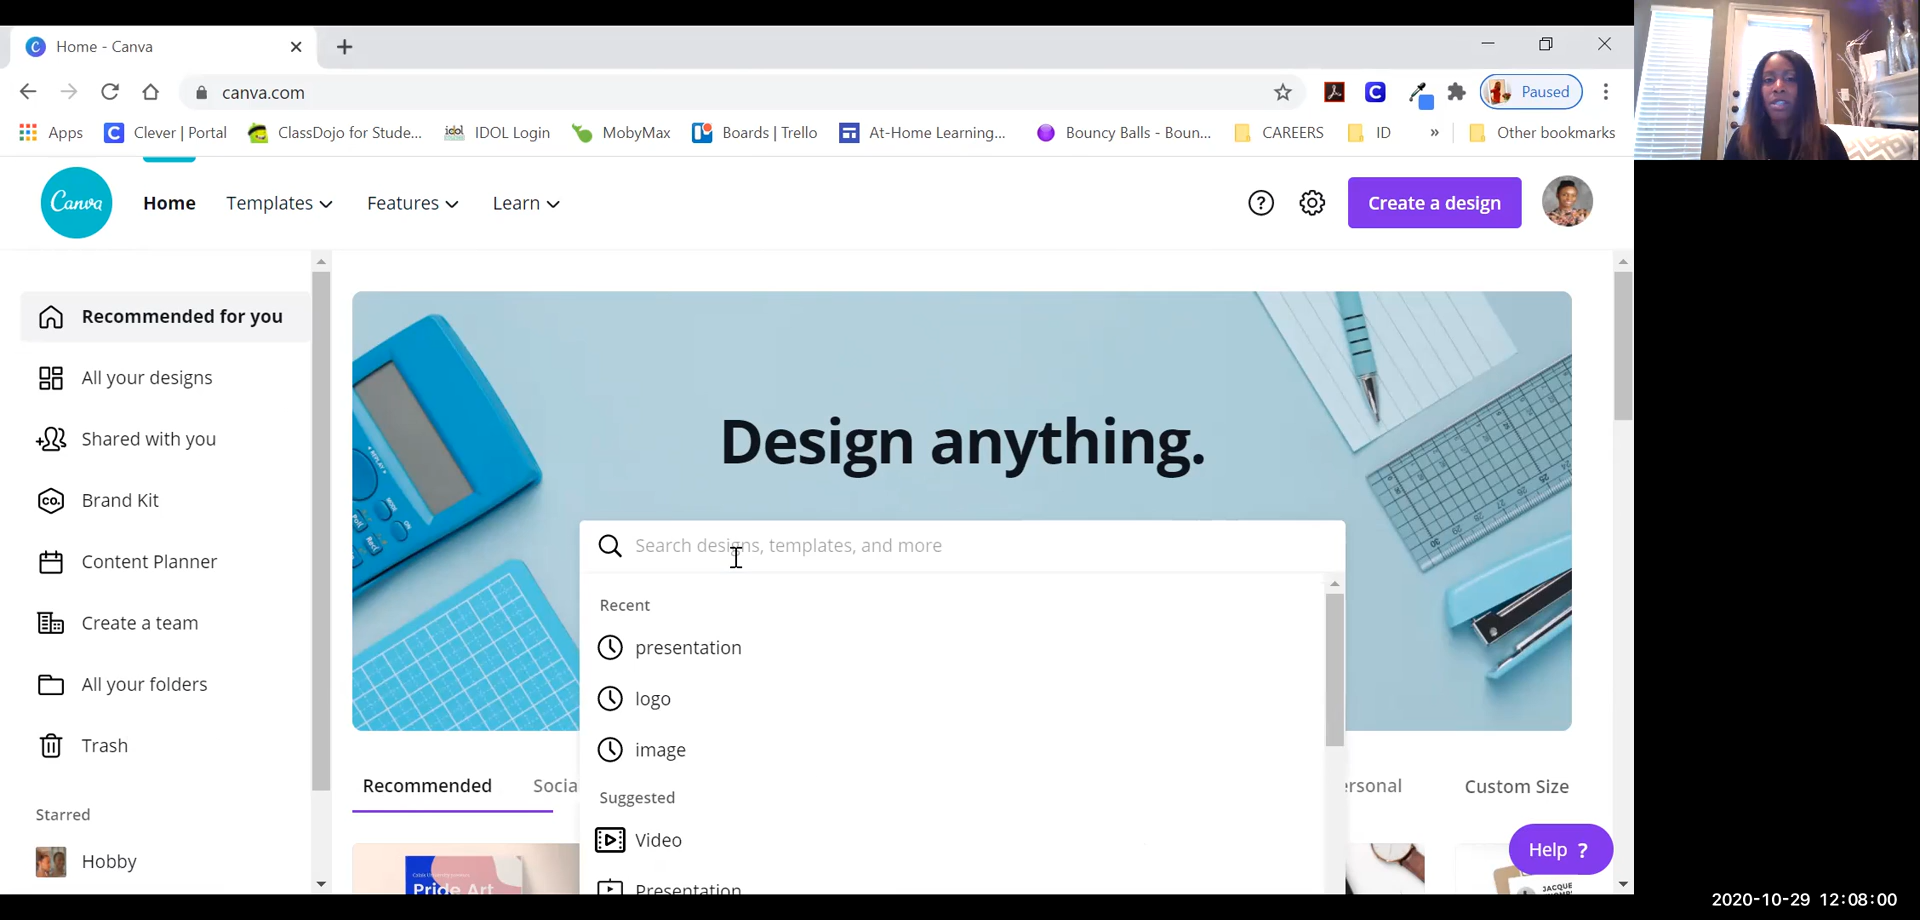 Home - Canva
canva.com
Paused
Apps
Clever | Portal
ClassDojo for Stude...
idol
IDOL Login
MobyMax
Boards | Trello
At-Home Learning...
Bouncy Balls - Boun...
CAREERS
ID
»
Other bookmarks
Canva
Home
Templates
Features
Learn
Create a design
Recommended for you
All your designs
Shared with you
Brand Kit
Content Planner
Create a team
All your folders
Trash
Starred
Hobby
Design anything.
Search designs, templates, and more
Recent
presentation
logo
image
Suggested
Video
Presentation
Recommended
Socia
ersonal
Custom Size
Pride Art
JACQUE
Help ?
2020-10-29 12:08:00